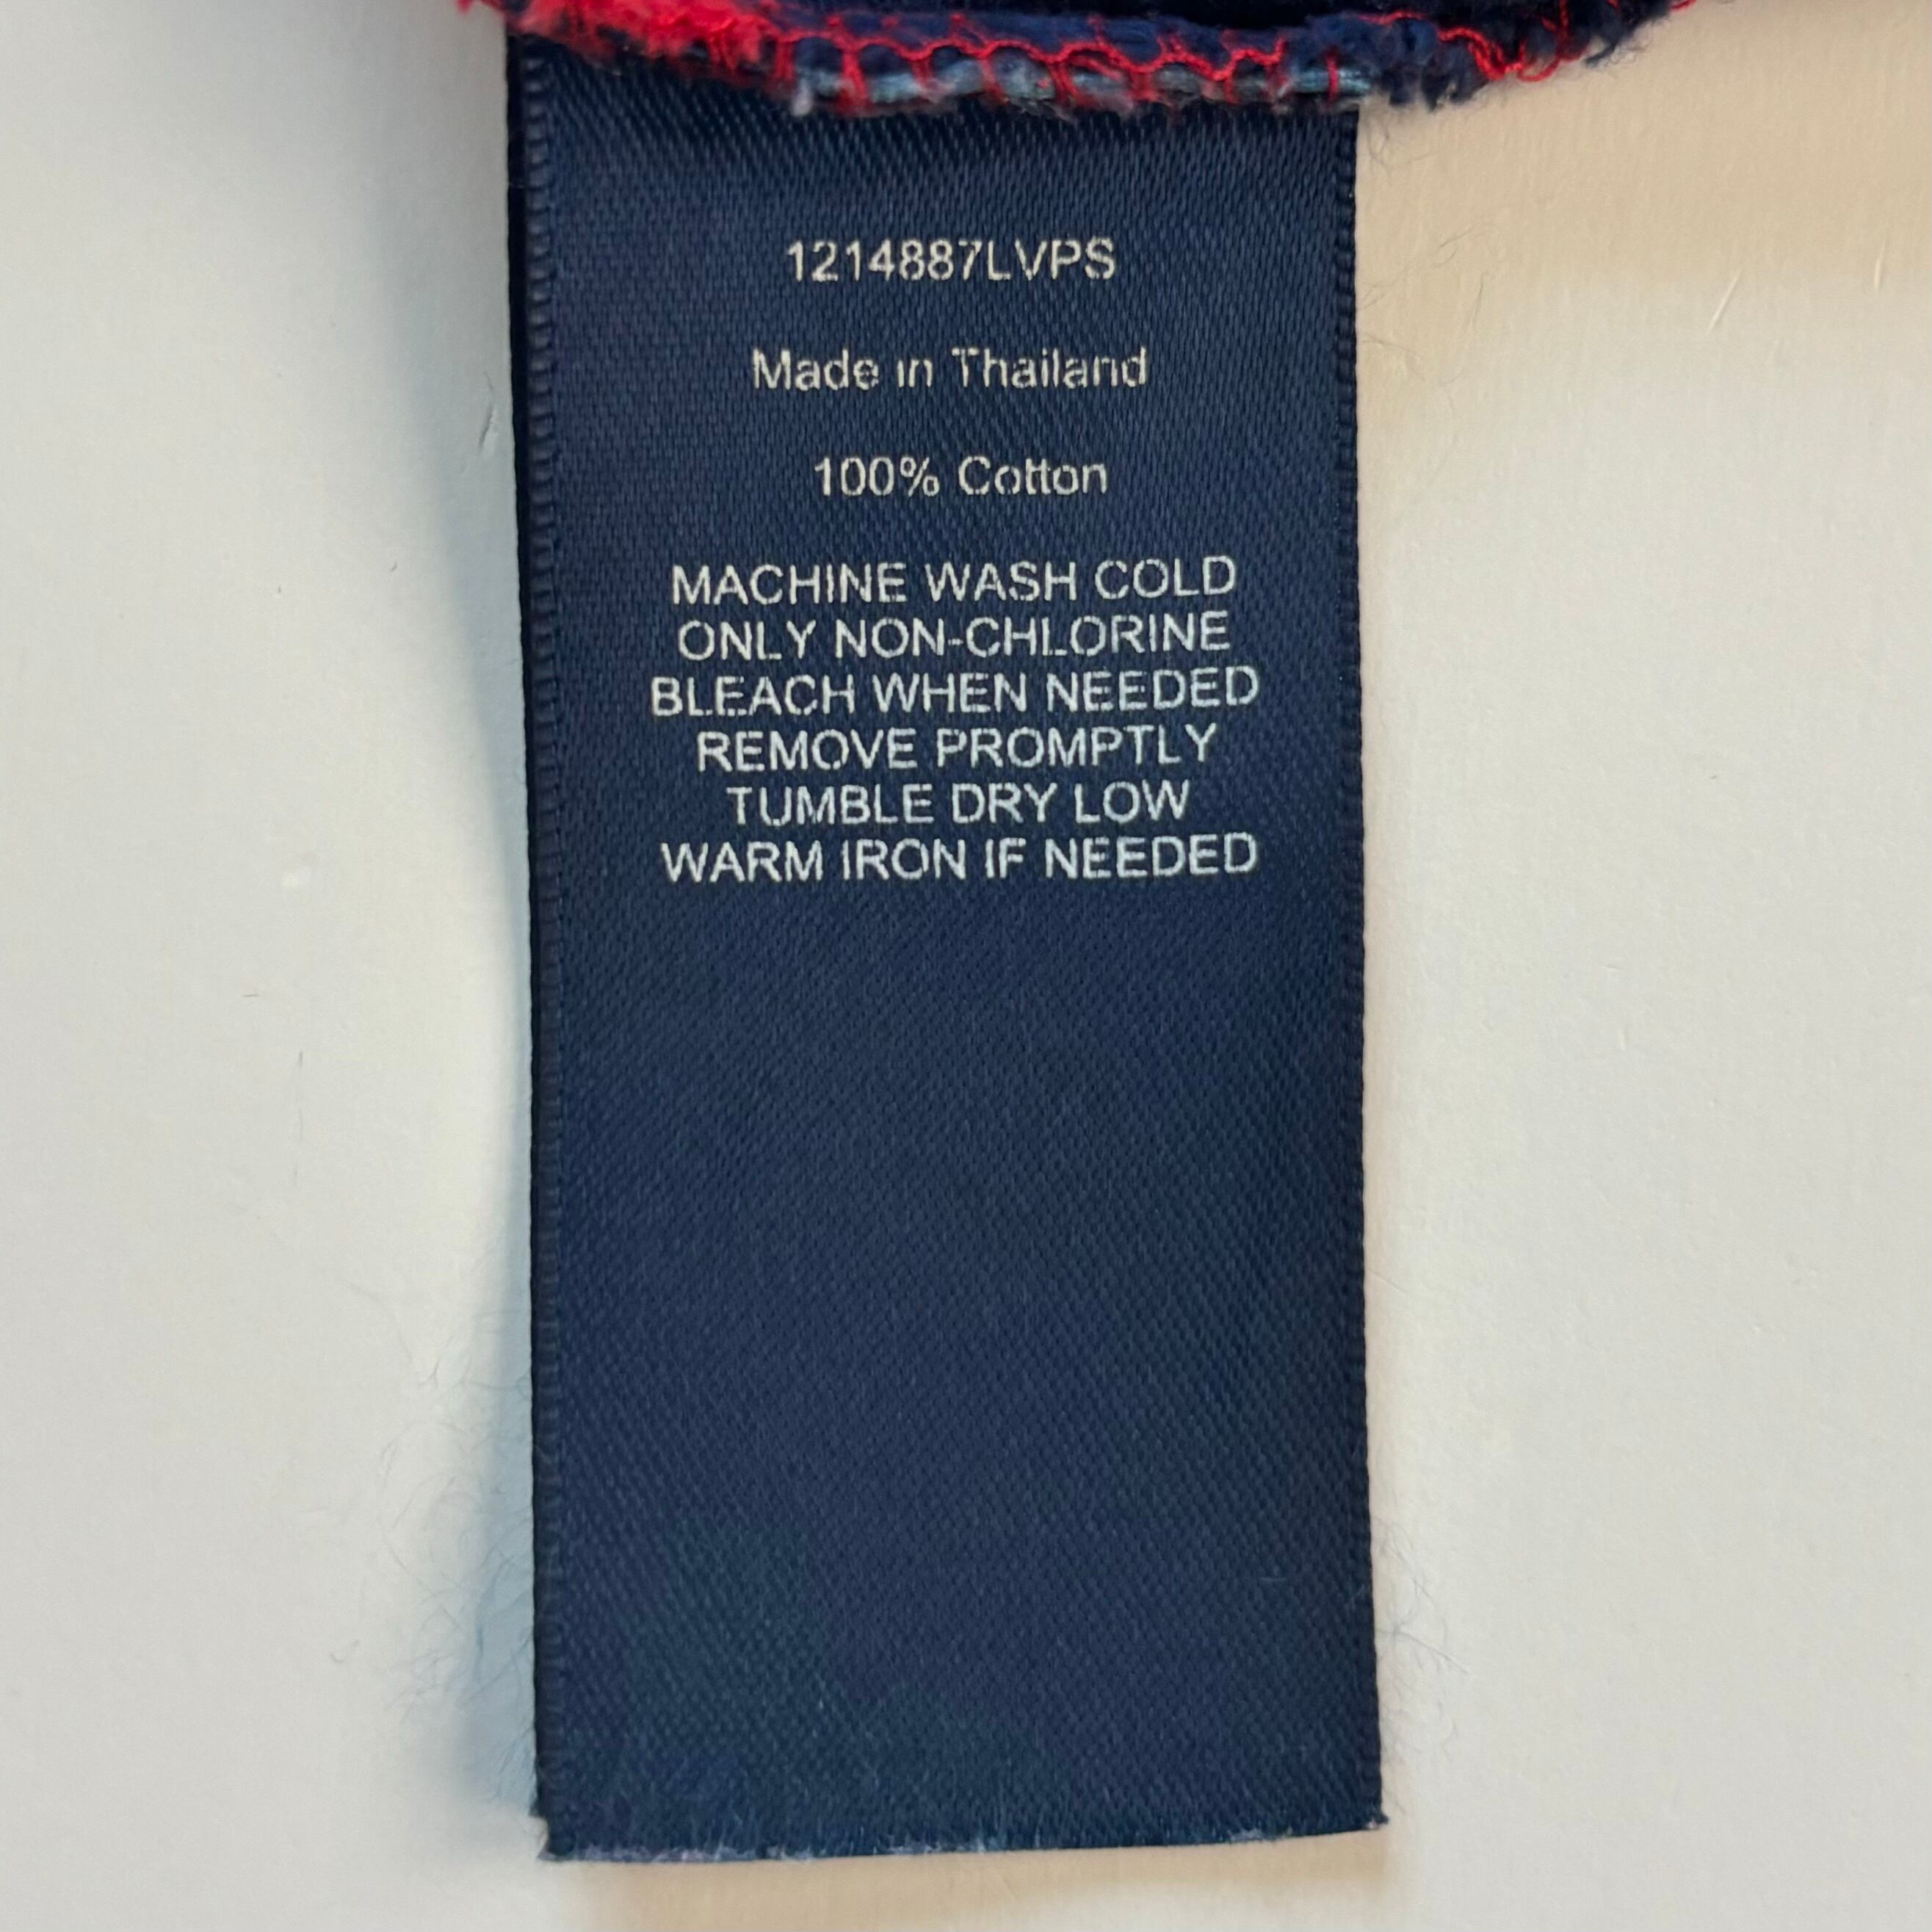 1214887LVPS
Made in Thailand
100% Cotton
MACHINE WASH COLD
ONLY NON-CHLORINE
BLEACH WHEN NEEDED
REMOVE PROMPTLY
TUMBLE DRY LOW
WARM IRON IF NEEDED